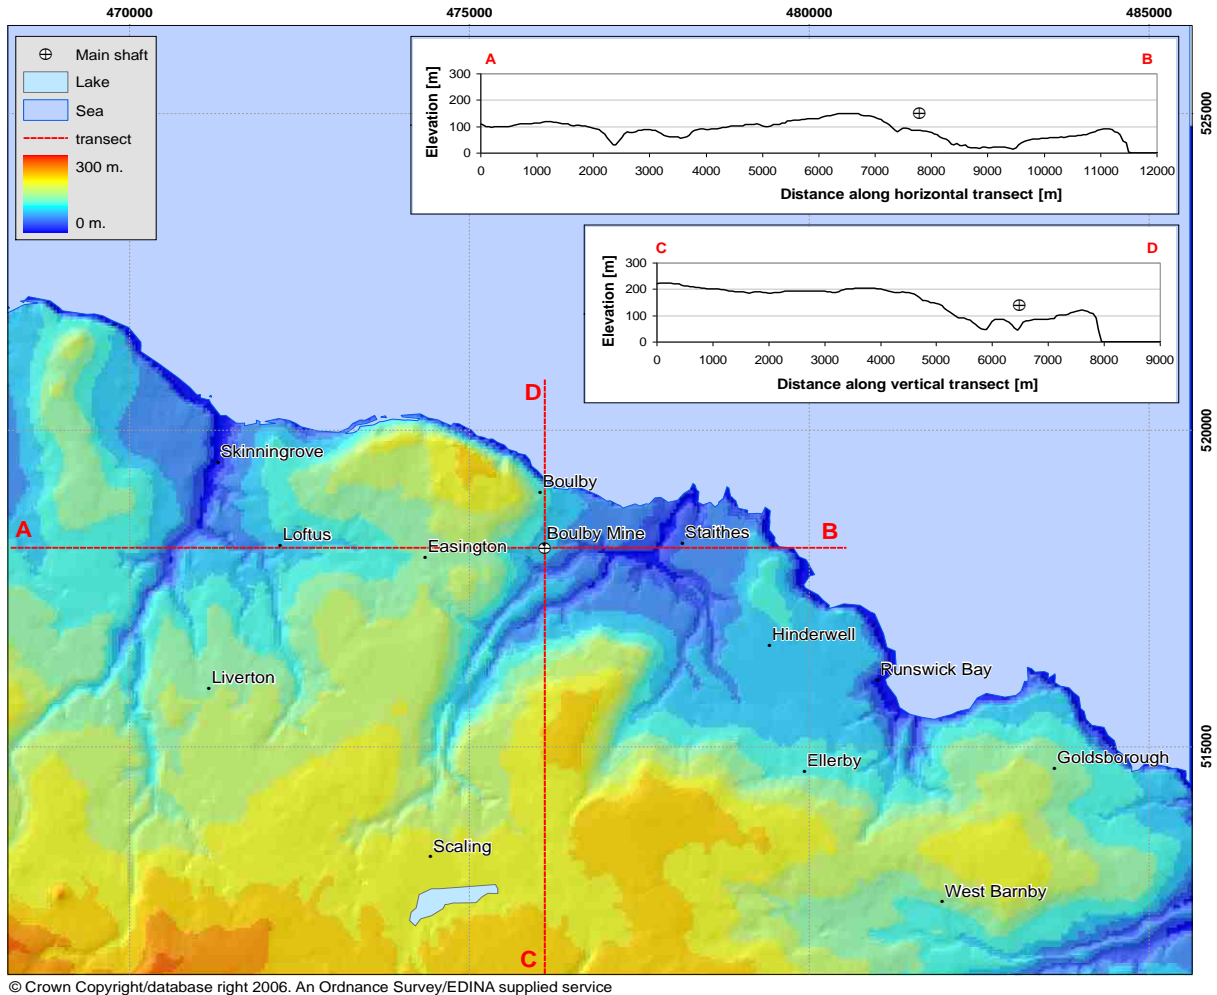 470000 475000 480000 485000
Main shaft
Lake
Sea
transect
300 m.
0 m.
A B
300
200
100
0
Elevation [m]
0 1000 2000 3000 4000 5000 6000 7000 8000 9000 10000 11000 12000
Distance along horizontal transect [m]
C D
300
200
100
0
Elevation [m]
0 1000 2000 3000 4000 5000 6000 7000 8000 9000
Distance along vertical transect [m]
525000
520000
515000
D
Skinningrove
Boulby
A
Loftus
Easington
Boulby Mine
Staithes
B
Hinderwell
Runswick Bay
Liverton
Ellerby
Goldsborough
Scaling
West Barnby
C
© Crown Copyright/database right 2006. An Ordnance Survey/EDINA supplied service